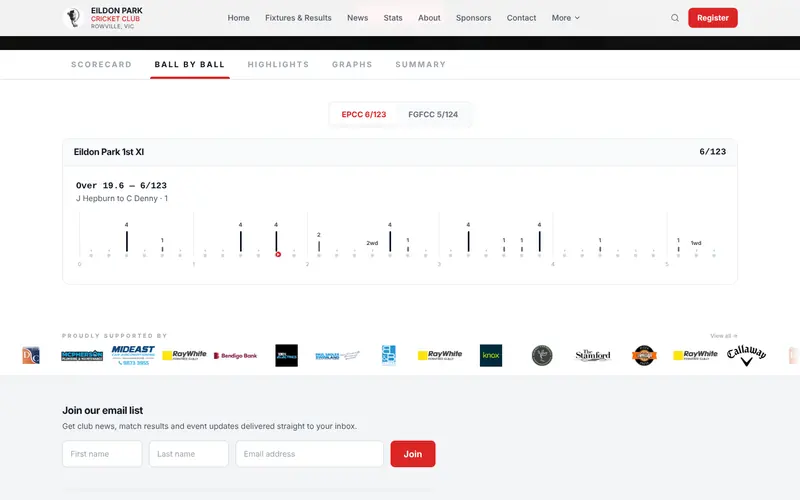 EILDON PARK
CRICKET CLUB
ROWVILLE, VIC
Home Fixtures & Results News Stats About Sponsors Contact More Register
SCORECARD BALL BY BALL HIGHLIGHTS GRAPHS SUMMARY
EPCC 6/123 FGFCC 5/124
Eildon Park 1st XI 6/123
Over 19.6 — 6/123
J Hepburn to C Denny · 1
4 1 4 4 2 2wd 4 1 4 1 1 4 1 1 1wd
0 1 2 3 4 5
PROUDLY SUPPORTED BY View all
McPHERSON
MIDEAST
9873 3955
RayWhite
Bendigo Bank
RayWhite
knox
The Stamford
RayWhite
Callaway
Join our email list
Get club news, match results and event updates delivered straight to your inbox.
First name Last name Email address Join